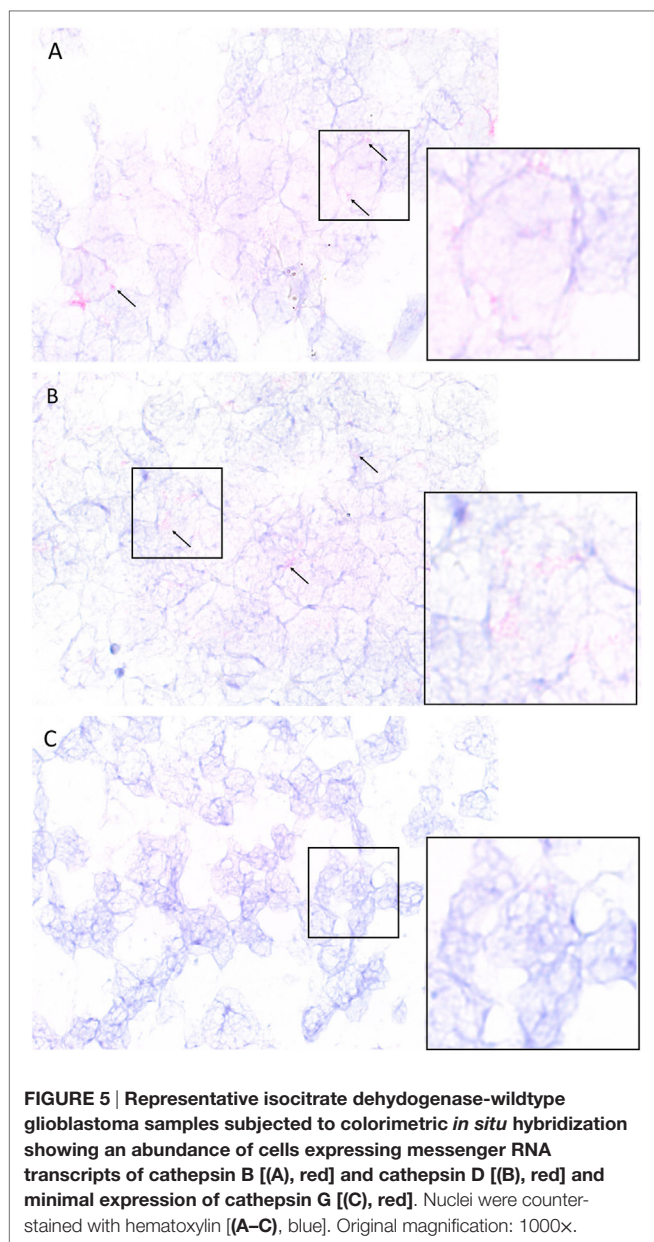 A
B
C
FIGURE 5 | Representative isocitrate dehydrogenase-wildtype
glioblastoma samples subjected to colorimetric in situ hybridization
showing an abundance of cells expressing messenger RNA
transcripts of cathepsin B [(A), red] and cathepsin D [(B), red] and
minimal expression of cathepsin G [(C), red]. Nuclei were counter-
stained with hematoxylin [(A–C), blue]. Original magnification: 1000×.